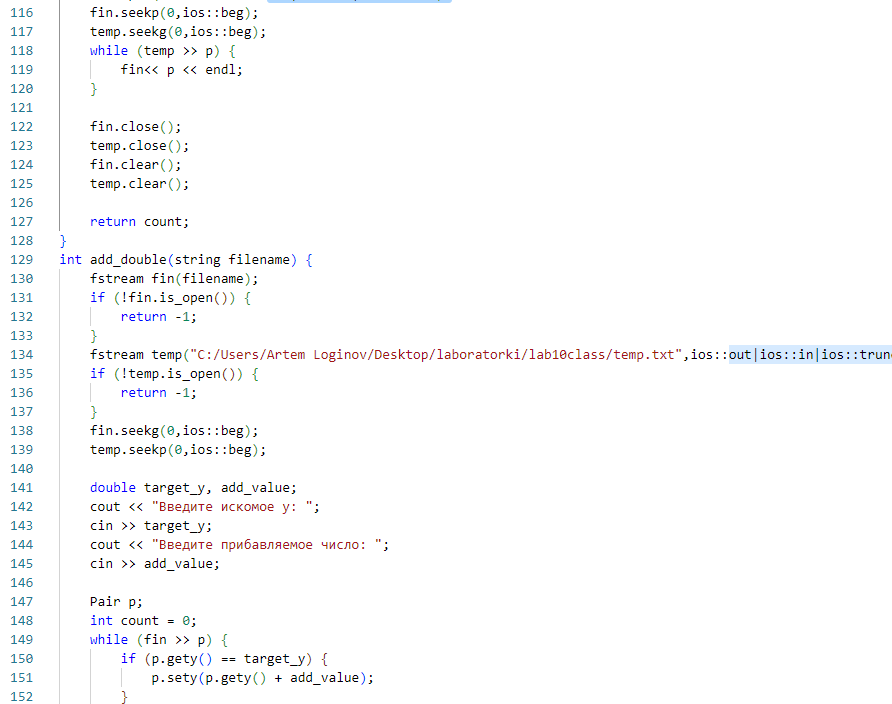 116 fin.seekp(0,ios::beg);
117 temp.seekg(0,ios::beg);
118 while (temp >> p) {
119 fin<< p << endl;
120 }
121
122 fin.close();
123 temp.close();
124 fin.clear();
125 temp.clear();
126
127 return count;
128 }
129 int add_double(string filename) {
130 fstream fin(filename);
131 if (!fin.is_open()) {
132 return -1;
133 }
134 fstream temp("C:/Users/Artem Loginov/Desktop/laboratorki/lab10class/temp.txt",ios::out|ios::in|ios::trun
135 if (!temp.is_open()) {
136 return -1;
137 }
138 fin.seekg(0,ios::beg);
139 temp.seekp(0,ios::beg);
140
141 double target_y, add_value;
142 cout << "Введите искомое y: ";
143 cin >> target_y;
144 cout << "Введите прибавляемое число: ";
145 cin >> add_value;
146
147 Pair p;
148 int count = 0;
149 while (fin >> p) {
150 if (p.gety() == target_y) {
151 p.sety(p.gety() + add_value);
152 }